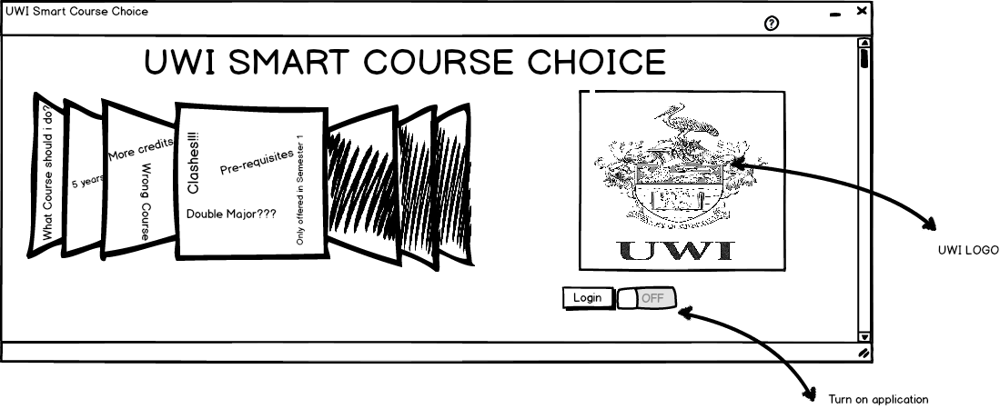 UWI Smart Course Choice
?
UWI SMART COURSE CHOICE
What Course should i do?
5 years
More credits
Wrong Course
Clashes!!!
Pre-requisites
Double Major???
Only offered in Semester 1
UWI
UWI LOGO
Login
OFF
Turn on application